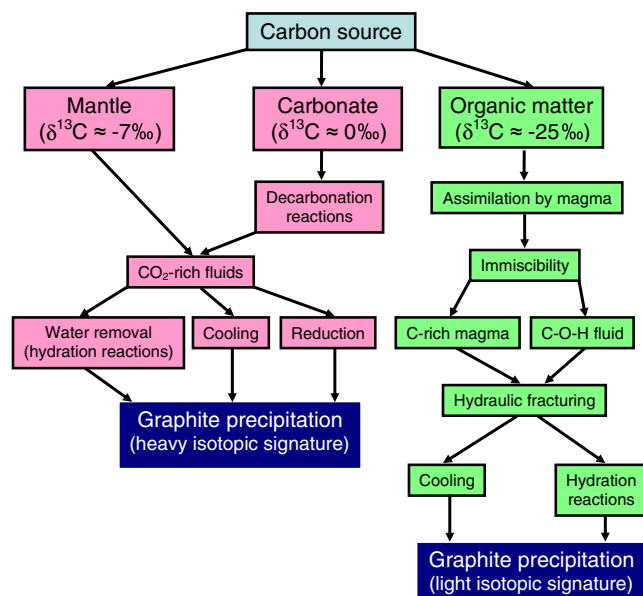 Carbon source
Mantle
(δ¹³C ≈ -7‰)
Carbonate
(δ¹³C ≈ 0‰)
Organic matter
(δ¹³C ≈ -25‰)
Decarbonation
reactions
Assimilation by magma
CO₂-rich fluids
Immiscibility
Water removal
(hydration reactions)
Cooling
Reduction
C-rich magma
C-O-H fluid
Graphite precipitation
(heavy isotopic signature)
Hydraulic fracturing
Cooling
Hydration
reactions
Graphite precipitation
(light isotopic signature)